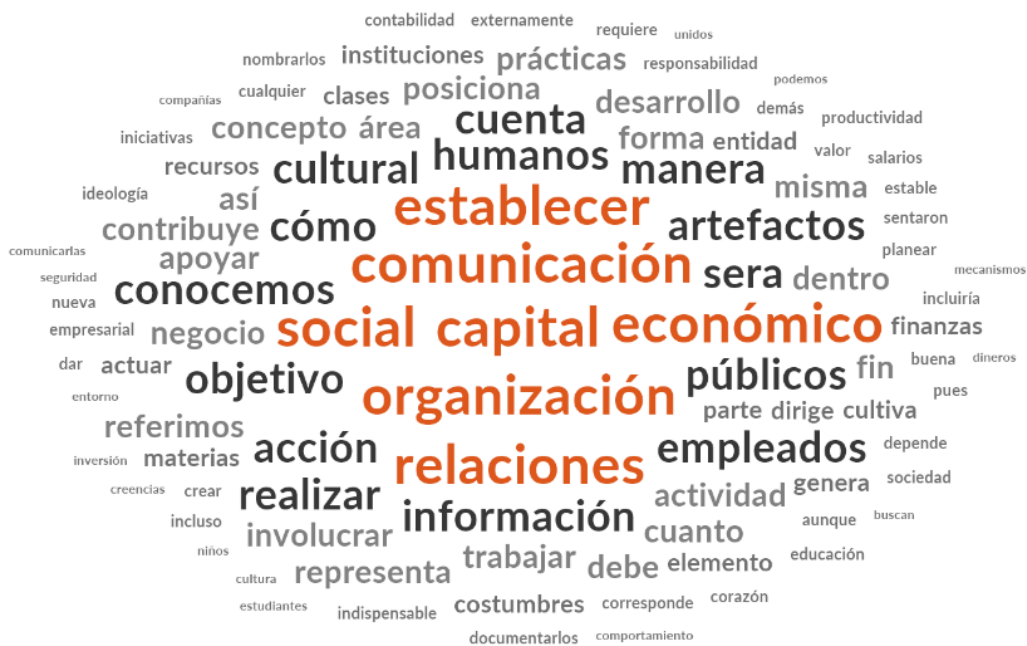 contabilidad externamente
requiere unidos
nombrarlos instituciones prácticas responsabilidad
podemos
compañías cualquier clases posiciona desarrollo demás
productividad
iniciativas concepto área cuenta forma entidad valor salarios
recursos cultural humanos manera
ideología así establecer misma estable
contribuye cómo artefactos sentaron
comunicarlas apoyar comunicación planear
seguridad conocemos sera dentro mecanismos
nueva incluiría
empresarial negocio social capital económico finanzas
dar actuar objetivo públicos fin buena dineros
entorno organización pues
referimos parte dirige cultiva
inversión materias acción relaciones empleados depende
creencias crear realizar actividad genera sociedad
incluso involucrar información cuanto aunque buscan
niños trabajar debe elemento educación
cultura representa
estudiantes indispensable costumbres corresponde corazón
documentarlos comportamiento